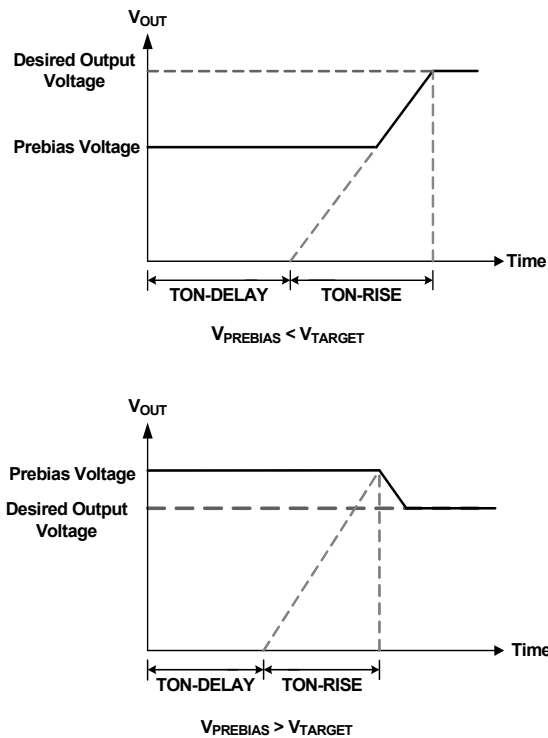 VOUT
Desired Output
Voltage
Prebias Voltage
Time
TON-DELAY TON-RISE
VPREBIAS < VTARGET
VOUT
Prebias Voltage
Desired Output
Voltage
Time
TON-DELAY TON-RISE
VPREBIAS > VTARGET